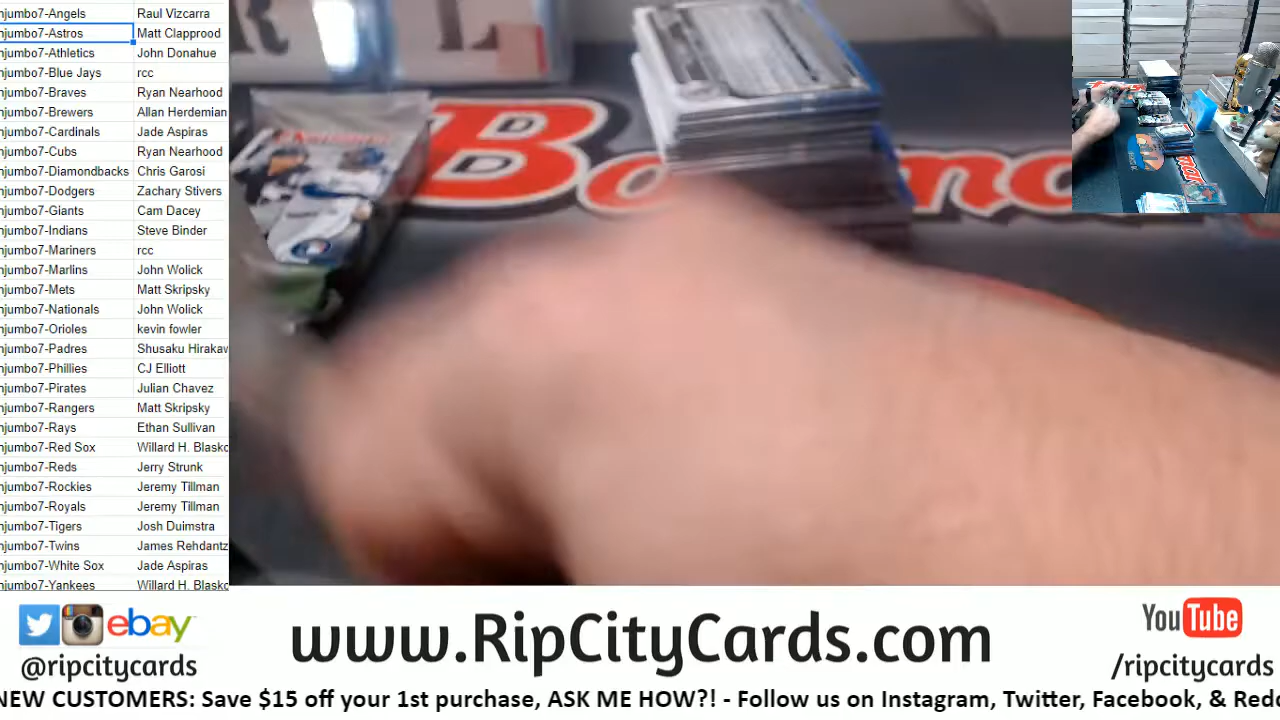 njumbo7-Angels Raul Vizcarra
njumbo7-Astros Matt Clapprood
njumbo7-Athletics John Donahue
njumbo7-Blue Jays rcc
njumbo7-Braves Ryan Nearhood
njumbo7-Brewers Allan Herdeman
njumbo7-Cardinals Jade Aspiras
njumbo7-Cubs Ryan Nearhood
njumbo7-Diamondbacks Chris Garosi
njumbo7-Dodgers Zachary Stivers
njumbo7-Giants Cam Dacey
njumbo7-Indians Steve Binder
njumbo7-Mariners rcc
njumbo7-Marlins John Wolick
njumbo7-Mets Matt Skripsky
njumbo7-Nationals John Wolick
njumbo7-Orioles kevin fowler
njumbo7-Padres Shusaku Hirakaw
njumbo7-Phillies CJ Elliott
njumbo7-Pirates Julian Chavez
njumbo7-Rangers Matt Skripsky
njumbo7-Rays Ethan Sullivan
njumbo7-Red Sox Willard H. Blasko
njumbo7-Reds Jerry Strunk
njumbo7-Rockies Jeremy Tillman
njumbo7-Royals Jeremy Tillman
njumbo7-Tigers Josh Duimstra
njumbo7-Twins James Rehdantz
njumbo7-White Sox Jade Aspiras
njumbo7-Yankees Willard H. Blasko
R L
Bowma
ebay
@ripcitycards
www.RipCityCards.com
YouTube
/ripcitycards
NEW CUSTOMERS: Save $15 off your 1st purchase, ASK ME HOW?! - Follow us on Instagram, Twitter, Facebook, & Redd